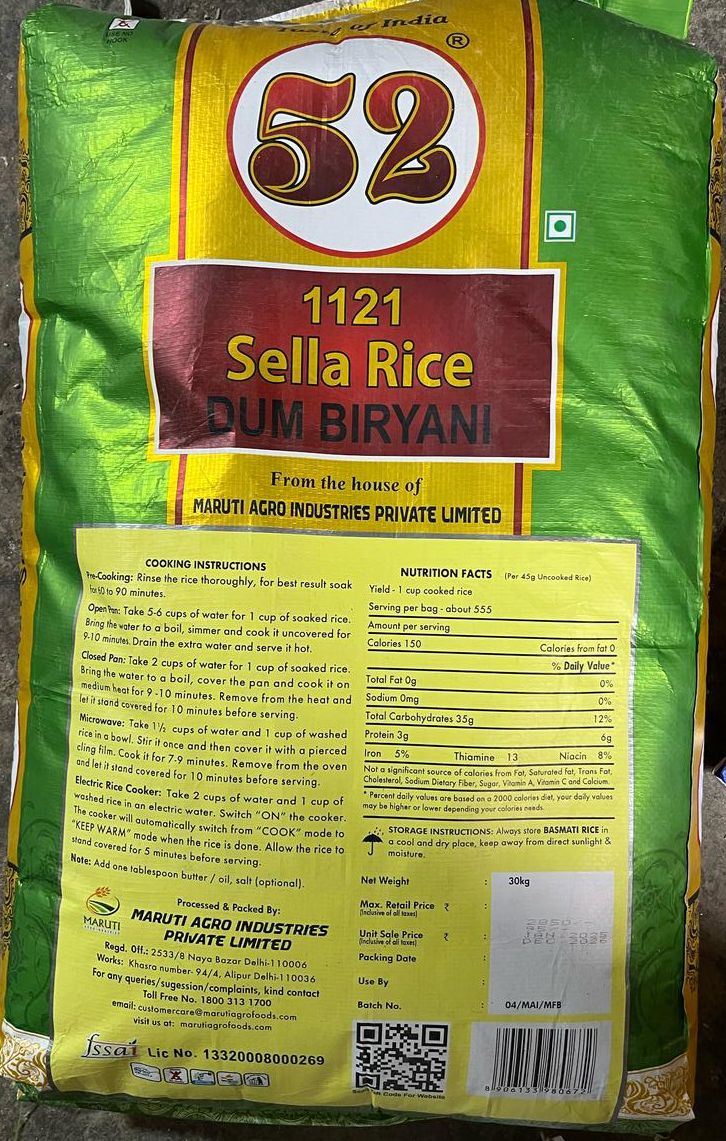 USE NO
HOOK
of India
®
52
1121
Sella Rice
DUM BIRYANI
From the house of
MARUTI AGRO INDUSTRIES PRIVATE LIMITED
COOKING INSTRUCTIONS
Pre-Cooking: Rinse the rice thoroughly, for best result soak
for 60 to 90 minutes.
Open Pan: Take 5-6 cups of water for 1 cup of soaked rice.
Bring the water to a boil, simmer and cook it uncovered for
9-10 minutes. Drain the extra water and serve it hot.
Closed Pan: Take 2 cups of water for 1 cup of soaked rice.
Bring the water to a boil, cover the pan and cook it on
medium heat for 9 -10 minutes. Remove from the heat and
let it stand covered for 10 minutes before serving.
Microwave: Take 1½ cups of water and 1 cup of washed
rice in a bowl. Stir it once and then cover it with a pierced
cling film. Cook it for 7-9 minutes. Remove from the oven
and let it stand covered for 10 minutes before serving.
Electric Rice Cooker: Take 2 cups of water and 1 cup of
washed rice in an electric water. Switch "ON" the cooker.
The cooker will automatically switch from "COOK" mode to
"KEEP WARM" mode when the rice is done. Allow the rice to
stand covered for 5 minutes before serving.
Note: Add one tablespoon butter / oil, salt (optional).
MARUTI
Processed & Packed By:
MARUTI AGRO INDUSTRIES
PRIVATE LIMITED
Regd. Off.: 2533/8 Naya Bazar Delhi-110006
Works: Khasra number- 94/4, Alipur Delhi-110036
For any queries/sugession/complaints, kind contact
Toll Free No. 1800 313 1700
email: customercare@marutiagrofoods.com
visit us at: marutiagrofoods.com
fssai Lic No. 13320008000269
NUTRITION FACTS (Per 45g Uncooked Rice)
Yield - 1 cup cooked rice
Serving per bag - about 555
Amount per serving
Calories 150 Calories from fat 0
% Daily Value*
Total Fat 0g 0%
Sodium 0mg 0%
Total Carbohydrates 35g 12%
Protein 3g 6g
Iron 5% Thiamine 13 Niacin 8%
Not a significant source of calories from Fat, Saturated fat, Trans Fat,
Cholesterol, Sodium Dietary Fiber, Sugar, Vitamin A, Vitamin C and Calcium.
* Percent daily values are based on a 2000 calories diet, your daily values
may be higher or lower depending your calories needs.
STORAGE INSTRUCTIONS: Always store BASMATI RICE in
a cool and dry place, keep away from direct sunlight &
moisture.
Net Weight : 30kg
Max. Retail Price ₹ :
(Inclusive of all taxes)
Unit Sale Price ₹ :
(Inclusive of all taxes)
Packing Date :
Use By :
Batch No. : 04/MAI/MFB
2850
95
JAN 2025
DEC 2026
QR Code For Website
8 906133 980672